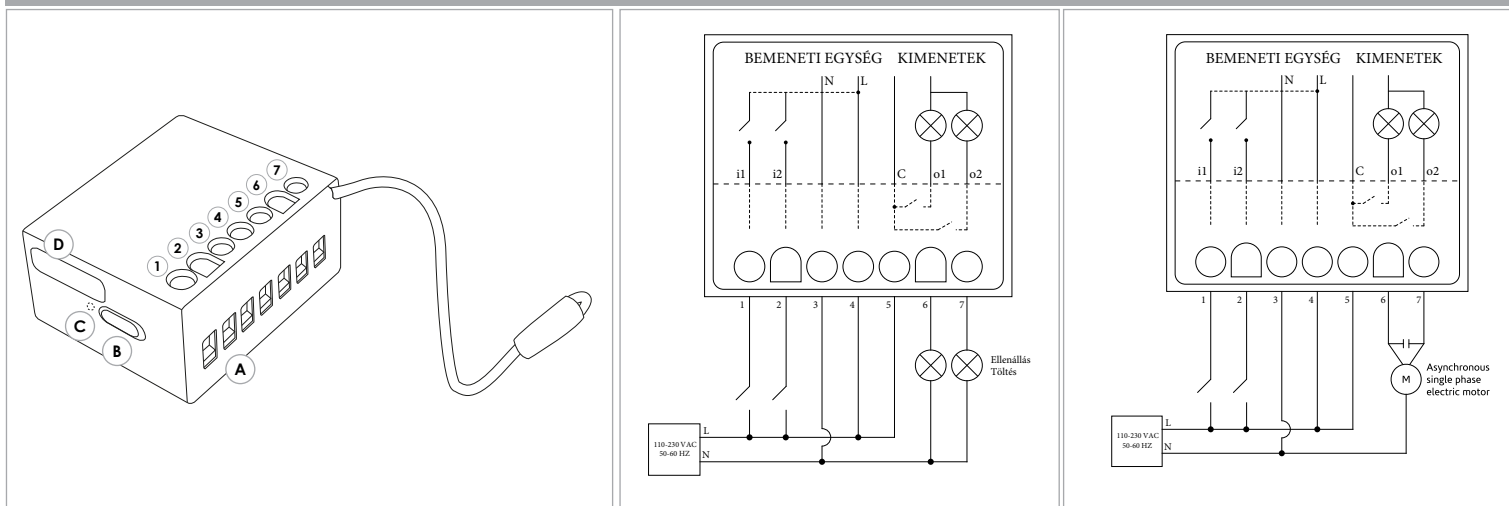 D
C
B
A
1
2
3
4
5
6
7
BEMENETI EGYSÉG KIMENETEK
N L
i1 i2 C o1 o2
1 2 3 4 5 6 7
Ellenállás
Töltés
110-230 VAC
50-60 HZ
L
N
BEMENETI EGYSÉG KIMENETEK
N L
i1 i2 C o1 o2
1 2 3 4 5 6 7
M
Asynchronous
single phase
electric motor
110-230 VAC
50-60 HZ
L
N